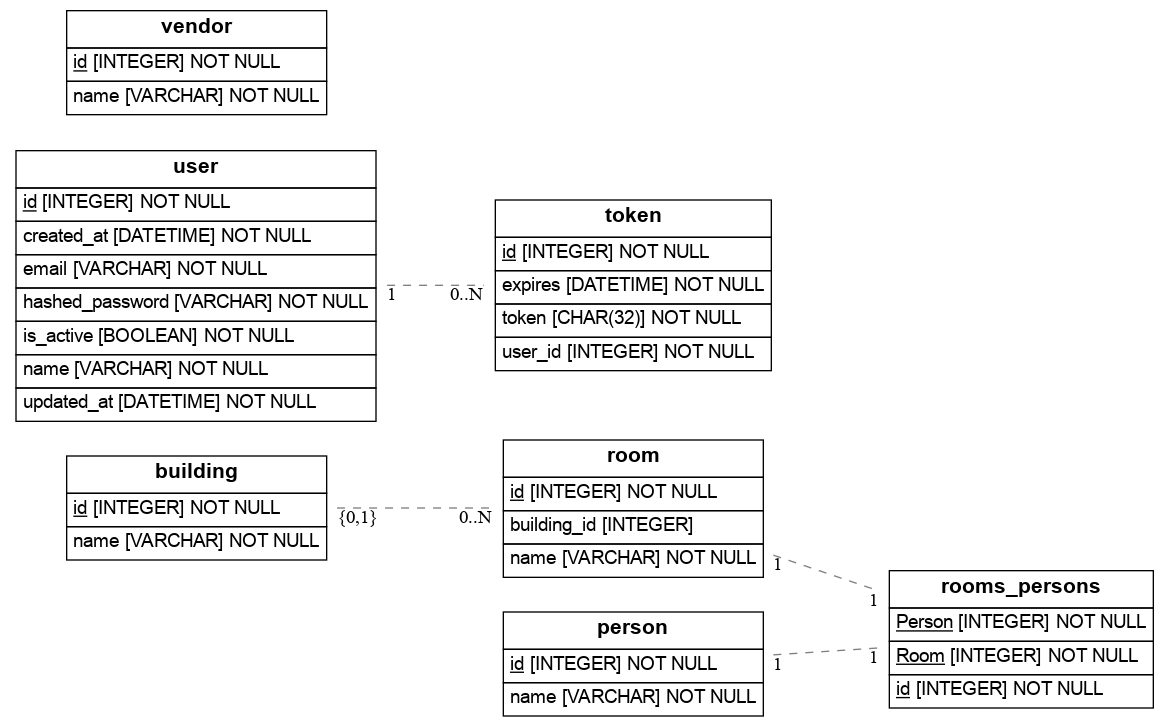 vendor
id [INTEGER] NOT NULL
name [VARCHAR] NOT NULL
user
id [INTEGER] NOT NULL
created_at [DATETIME] NOT NULL
email [VARCHAR] NOT NULL
hashed_password [VARCHAR] NOT NULL
is_active [BOOLEAN] NOT NULL
name [VARCHAR] NOT NULL
updated_at [DATETIME] NOT NULL
1
0..N
token
id [INTEGER] NOT NULL
expires [DATETIME] NOT NULL
token [CHAR(32)] NOT NULL
user_id [INTEGER] NOT NULL
building
id [INTEGER] NOT NULL
name [VARCHAR] NOT NULL
{0,1}
0..N
room
id [INTEGER] NOT NULL
building_id [INTEGER]
name [VARCHAR] NOT NULL
1
1
person
id [INTEGER] NOT NULL
name [VARCHAR] NOT NULL
1
1
rooms_persons
Person [INTEGER] NOT NULL
Room [INTEGER] NOT NULL
id [INTEGER] NOT NULL